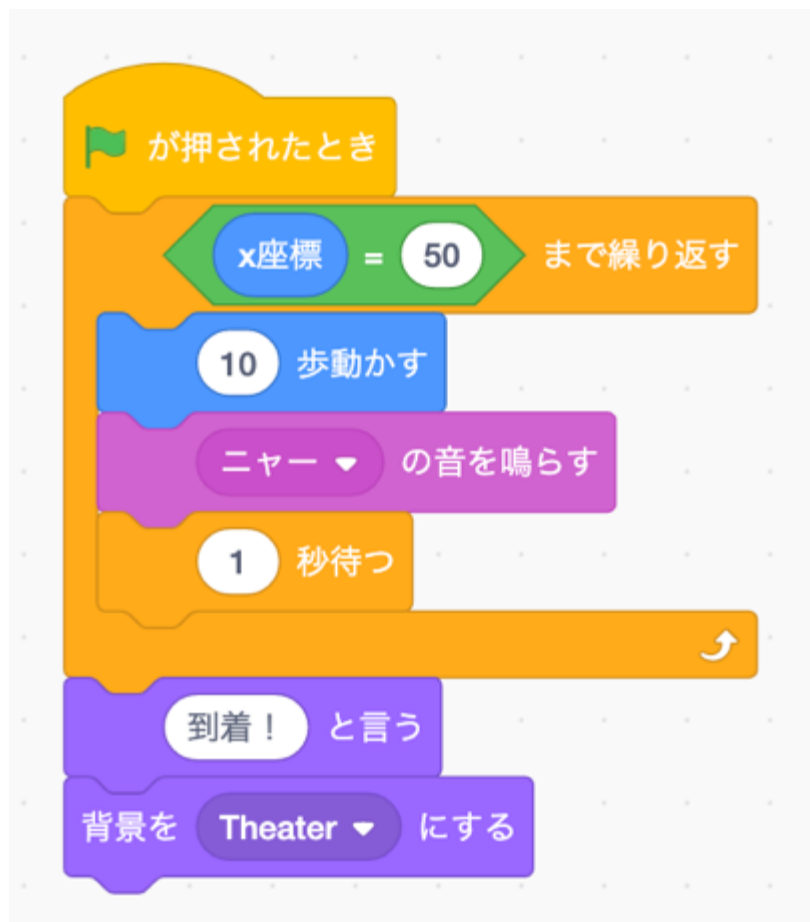 が押されたとき
x座標 = 50 まで繰り返す
10 歩動かす
ニャー の音を鳴らす
1 秒待つ
到着！ と言う
背景を Theater にする